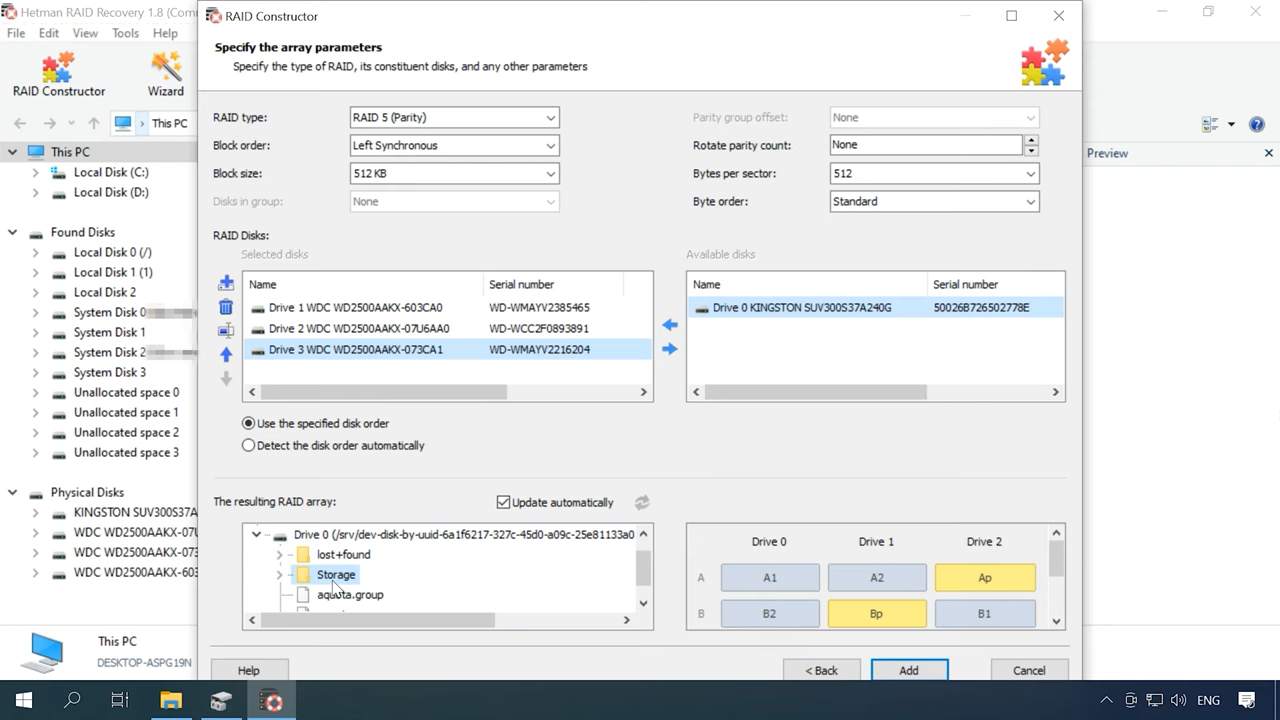 Hetman RAID Recovery 1.8 (Com
File Edit View Tools Help
RAID Constructor
Wizard
This PC
This PC
Local Disk (C:)
Local Disk (D:)
Found Disks
Local Disk 0 (/)
Local Disk 1 (1)
Local Disk 2
System Disk 0
System Disk 1
System Disk 2
System Disk 3
Unallocated space 0
Unallocated space 1
Unallocated space 2
Unallocated space 3
Physical Disks
KINGSTON SUV300S37A
WDC WD2500AAKX-07U
WDC WD2500AAKX-073
WDC WD2500AAKX-603
This PC
DESKTOP-ASPG19N
RAID Constructor
Specify the array parameters
Specify the type of RAID, its constituent disks, and any other parameters
RAID type: RAID 5 (Parity)
Block order: Left Synchronous
Block size: 512 KB
Disks in group: None
Parity group offset: None
Rotate parity count: None
Bytes per sector: 512
Byte order: Standard
RAID Disks:
Selected disks
Name Serial number
Drive 1 WDC WD2500AAKX-603CA0 WD-WMAYV2385465
Drive 2 WDC WD2500AAKX-07U6AA0 WD-WCC2F0893891
Drive 3 WDC WD2500AAKX-073CA1 WD-WMAYV2216204
Available disks
Name Serial number
Drive 0 KINGSTON SUV300S37A240G 50026B726502778E
Use the specified disk order
Detect the disk order automatically
The resulting RAID array:
Update automatically
Drive 0 (/srv/dev-disk-by-uuid-6a1f6217-327c-45d0-a09c-25e81133a0
lost+found
Storage
aquota.group
Drive 0 Drive 1 Drive 2
A A1 A2 Ap
B B2 Bp B1
Help
< Back
Add
Cancel
Preview
ENG